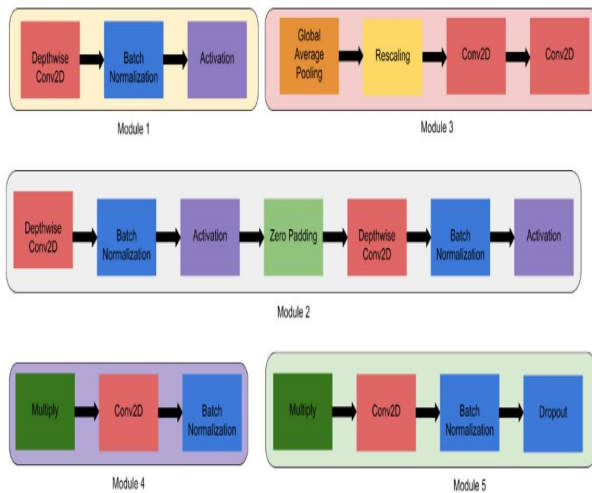 Depthwise
Conv2D
Batch
Normalization
Activation
Module 1
Global
Average
Pooling
Rescaling
Conv2D
Conv2D
Module 3
Depthwise
Conv2D
Batch
Normalization
Activation
Zero Padding
Depthwise
Conv2D
Batch
Normalization
Activation
Module 2
Multiply
Conv2D
Batch
Normalization
Module 4
Multiply
Conv2D
Batch
Normalization
Dropout
Module 5